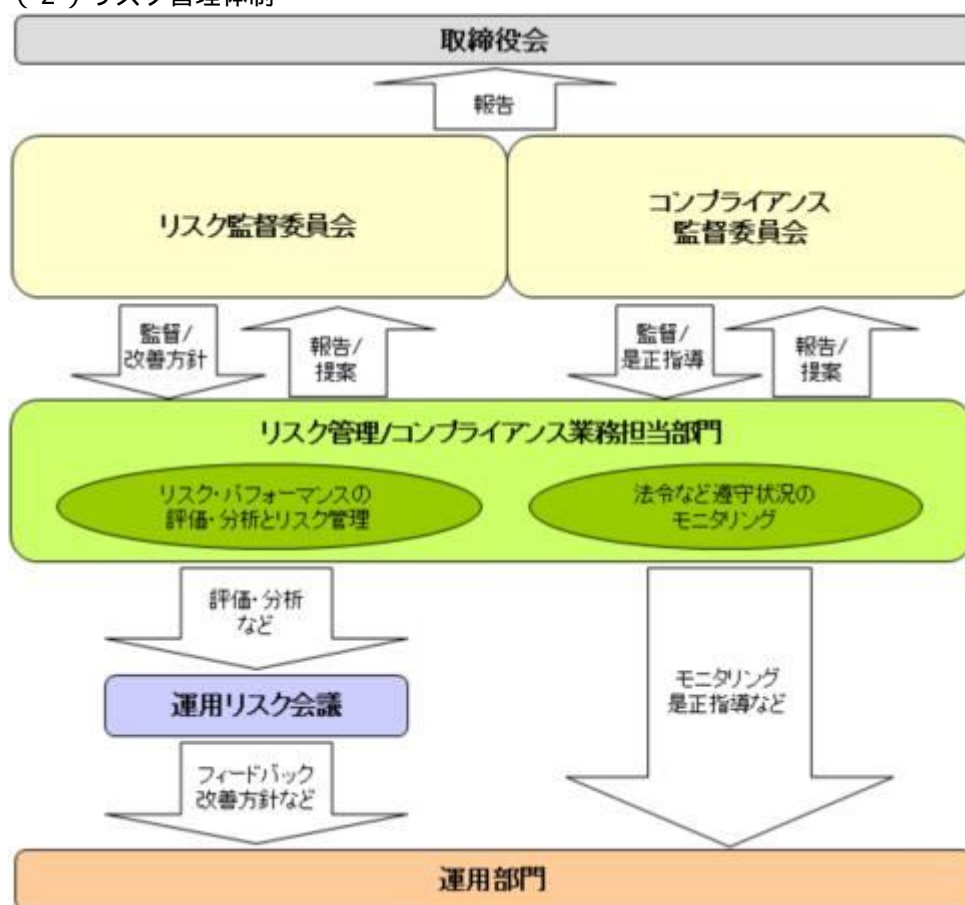 (2)リスク管理体制
取締役会
報告
リスク監督委員会
コンプライアンス
監督委員会
監督/
改善方針
報告/
提案
監督/
是正指導
報告/
提案
リスク管理/コンプライアンス業務担当部門
リスク・パフォーマンスの
評価・分析とリスク管理
法令など遵守状況の
モニタリング
評価・分析
など
運用リスク会議
モニタリング
是正指導など
フィードバック
改善方針など
運用部門